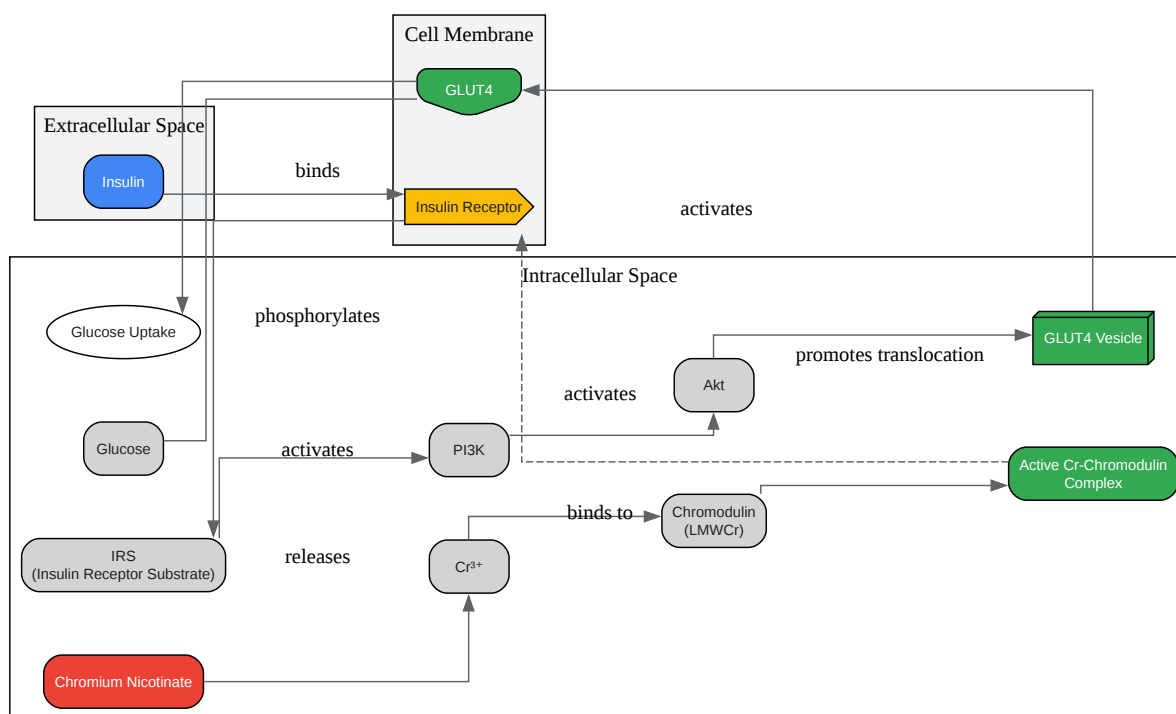 Cell Membrane
GLUT4
Extracellular Space
Insulin
binds
Insulin Receptor
activates
Intracellular Space
phosphorylates
Glucose Uptake
GLUT4 Vesicle
promotes translocation
Akt
activates
Glucose
activates
PI3K
Active Cr-Chromodulin
Complex
Chromodulin
(LMWCr)
binds to
IRS
(Insulin Receptor Substrate)
releases
Cr³⁺
Chromium Nicotinate